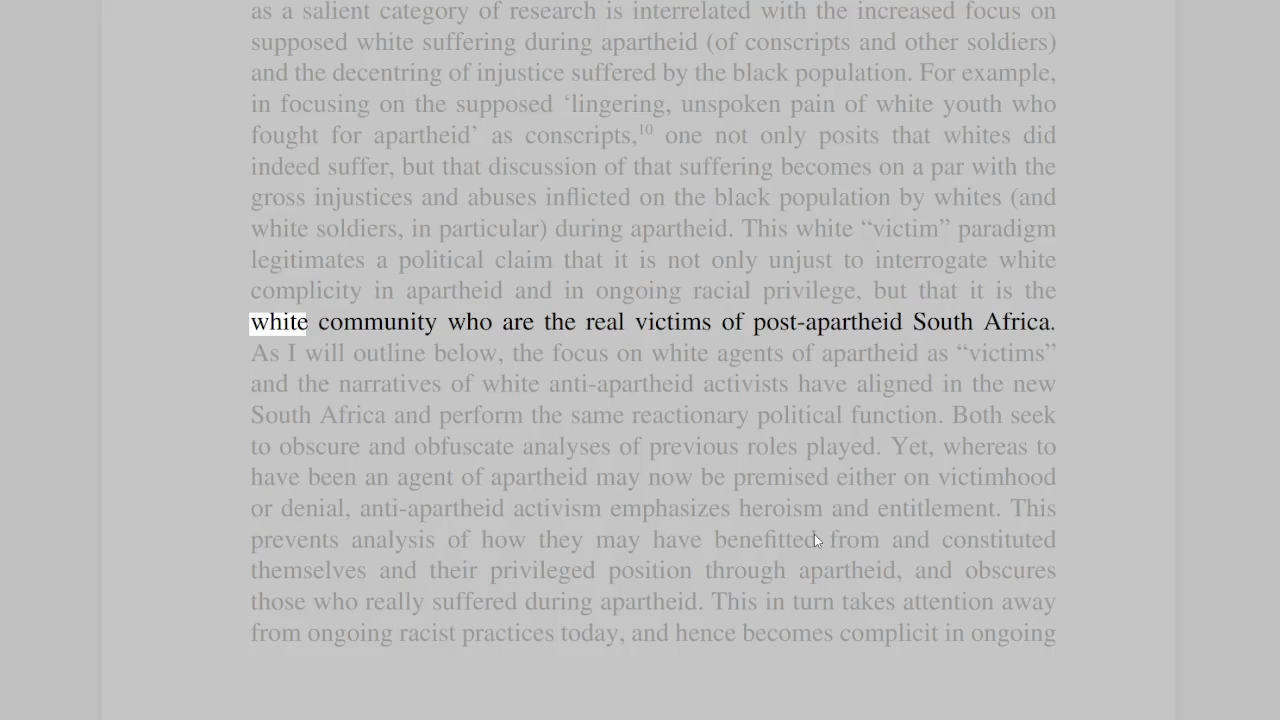 as a salient category of research is interrelated with the increased focus on
supposed white suffering during apartheid (of conscripts and other soldiers)
and the decentring of injustice suffered by the black population. For example,
in focusing on the supposed ‘lingering, unspoken pain of white youth who
fought for apartheid’ as conscripts,¹⁰ one not only posits that whites did
indeed suffer, but that discussion of that suffering becomes on a par with the
gross injustices and abuses inflicted on the black population by whites (and
white soldiers, in particular) during apartheid. This white “victim” paradigm
legitimates a political claim that it is not only unjust to interrogate white
complicity in apartheid and in ongoing racial privilege, but that it is the
white community who are the real victims of post-apartheid South Africa.
As I will outline below, the focus on white agents of apartheid as “victims”
and the narratives of white anti-apartheid activists have aligned in the new
South Africa and perform the same reactionary political function. Both seek
to obscure and obfuscate analyses of previous roles played. Yet, whereas to
have been an agent of apartheid may now be premised either on victimhood
or denial, anti-apartheid activism emphasizes heroism and entitlement. This
prevents analysis of how they may have benefitted from and constituted
themselves and their privileged position through apartheid, and obscures
those who really suffered during apartheid. This in turn takes attention away
from ongoing racist practices today, and hence becomes complicit in ongoing